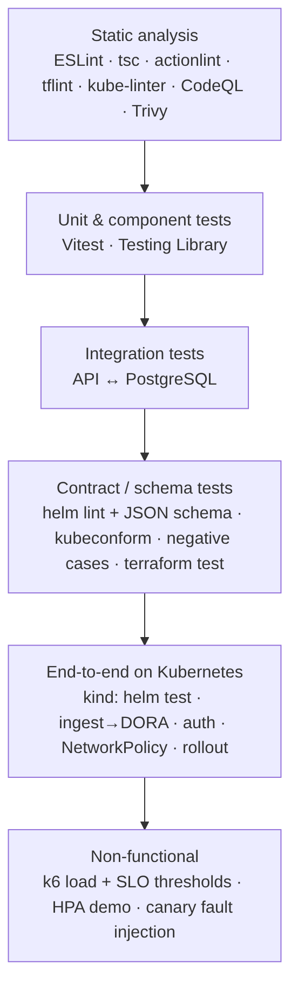 Static analysis
ESLint · tsc · actionlint ·
tflint · kube-linter · CodeQL
· Trivy
Unit & component tests
Vitest · Testing Library
Integration tests
API ↔ PostgreSQL
Contract / schema tests
helm lint + JSON schema ·
kubeconform · negative
cases · terraform test
End-to-end on Kubernetes
kind: helm test ·
ingest→DORA · auth ·
NetworkPolicy · rollout
Non-functional
k6 load + SLO thresholds ·
HPA demo · canary fault
injection